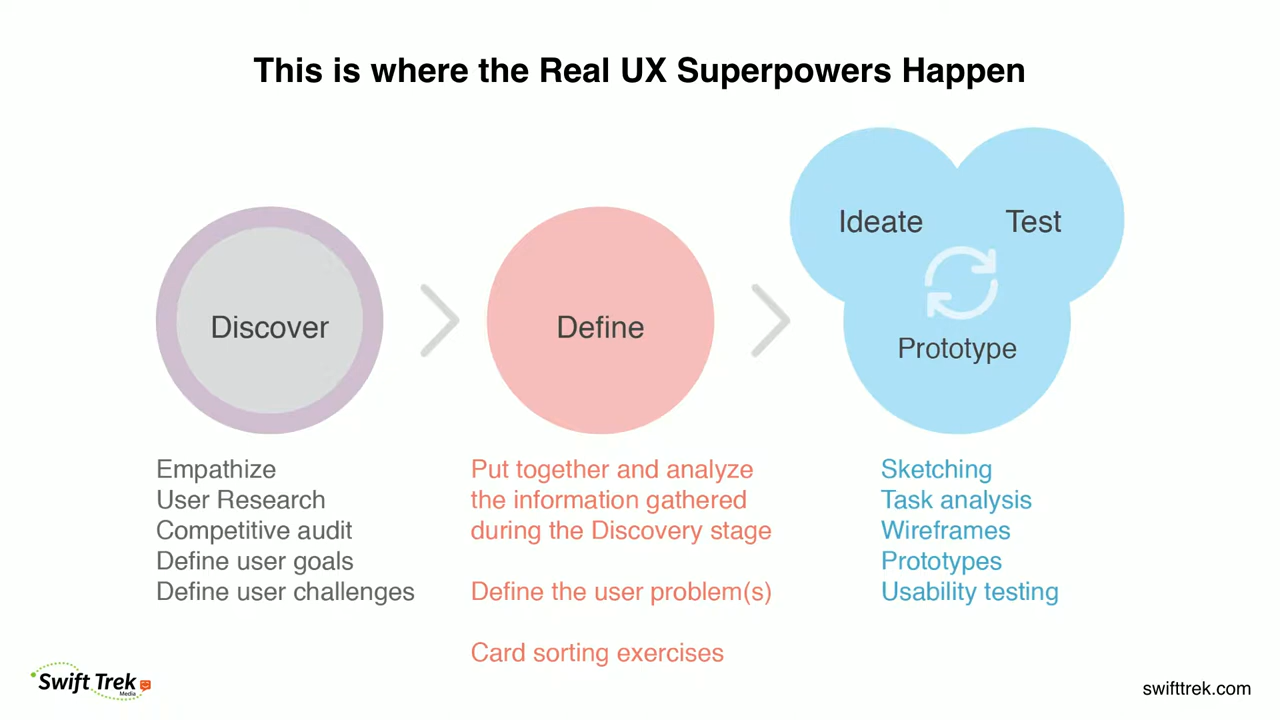 This is where the Real UX Superpowers Happen
Discover
Define
Ideate
Test
Prototype
Empathize
User Research
Competitive audit
Define user goals
Define user challenges
Put together and analyze
the information gathered
during the Discovery stage
Define the user problem(s)
Card sorting exercises
Sketching
Task analysis
Wireframes
Prototypes
Usability testing
Swift Trek
Media
swifttrek.com